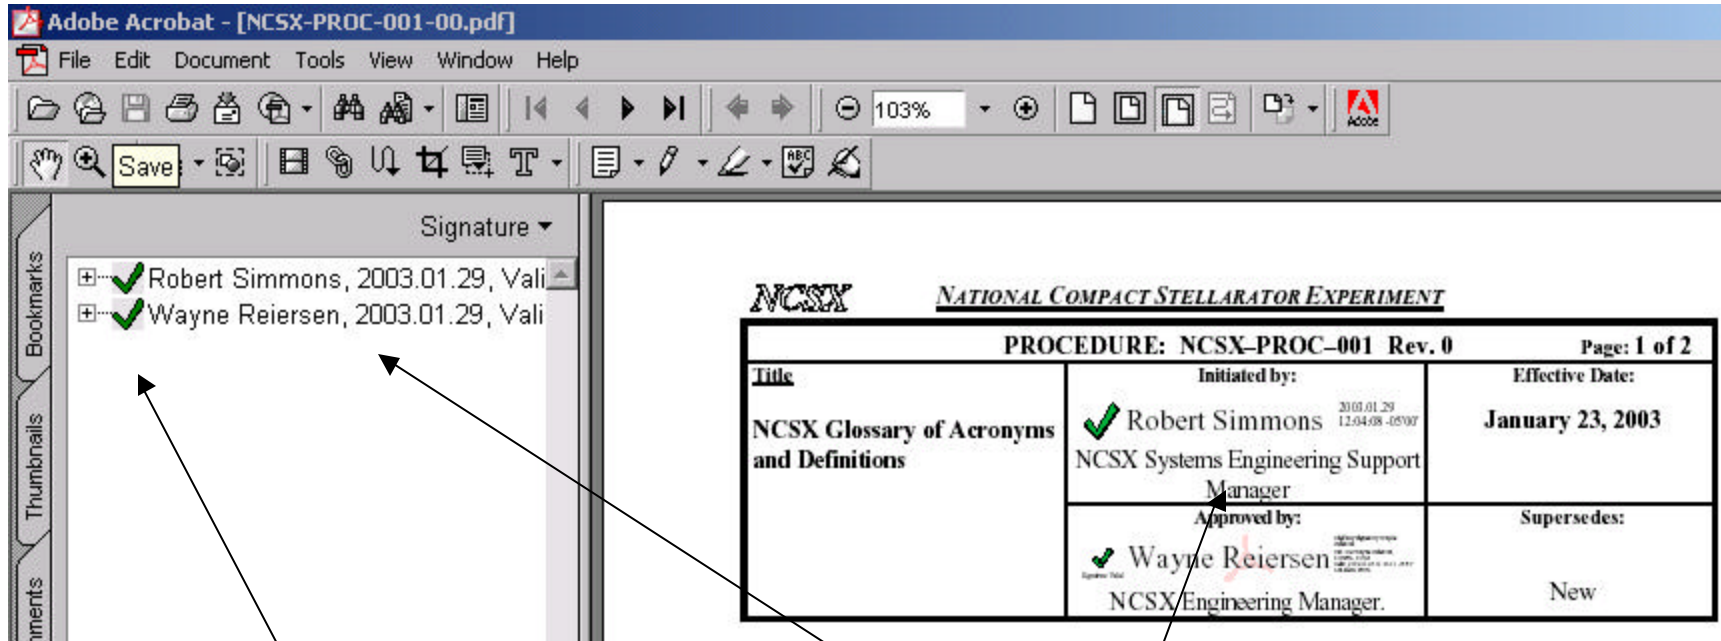 Adobe Acrobat - [NCSX-PROC-001-00.pdf]
File Edit Document Tools View Window Help
103%
Adobe
Save
T
ABC
Signature
Bookmarks
Thumbnails
Robert Simmons, 2003.01.29, Vali
Wayne Reiersen, 2003.01.29, Vali
NCSX NATIONAL COMPACT STELLARATOR EXPERIMENT
PROCEDURE: NCSX–PROC–001 Rev. 0 Page: 1 of 2
Title
NCSX Glossary of Acronyms
and Definitions
Initiated by:
Robert Simmons
2003.01.29
12:04:08 -05'00'
NCSX Systems Engineering Support
Manager
Effective Date:
January 23, 2003
Approved by:
Wayne Reiersen
NCSX Engineering Manager.
Supersedes:
New